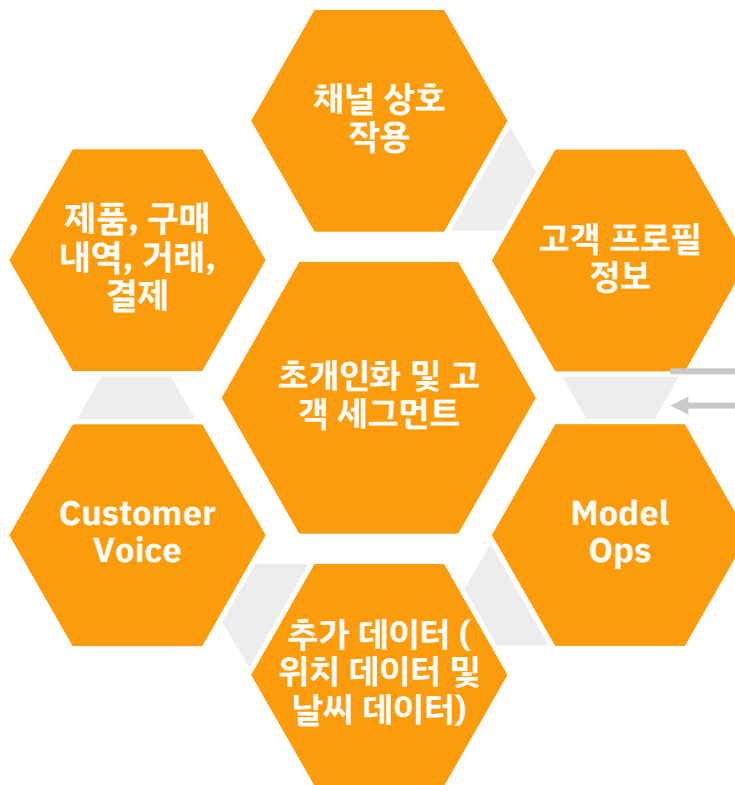 채널 상호
작용
제품, 구매
내역, 거래,
결제
고객 프로필
정보
초개인화 및 고
객 세그먼트
Customer
Voice
Model
Ops
추가 데이터 (
위치 데이터 및
날씨 데이터)